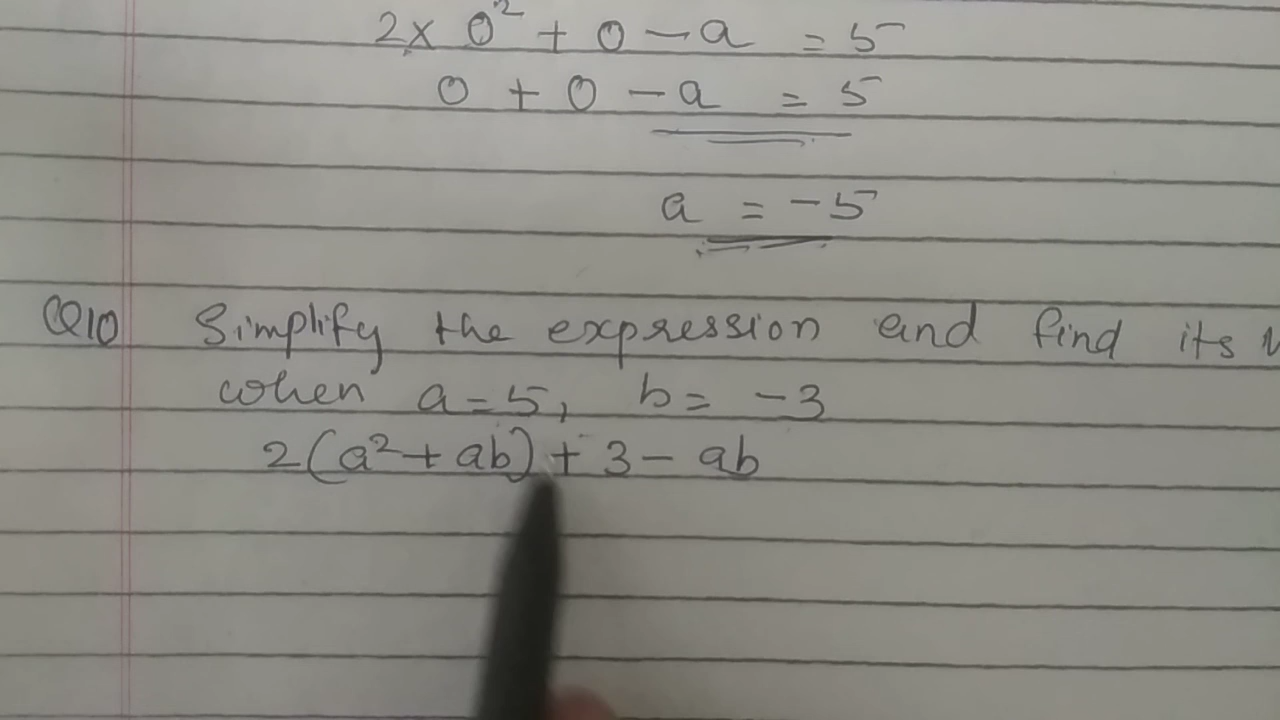 2 x 0² + 0 - a = 5
0 + 0 - a = 5
a = -5
Q10 Simplify the expression and find its
when a = 5, b = -3
2(a² + ab) + 3 - ab